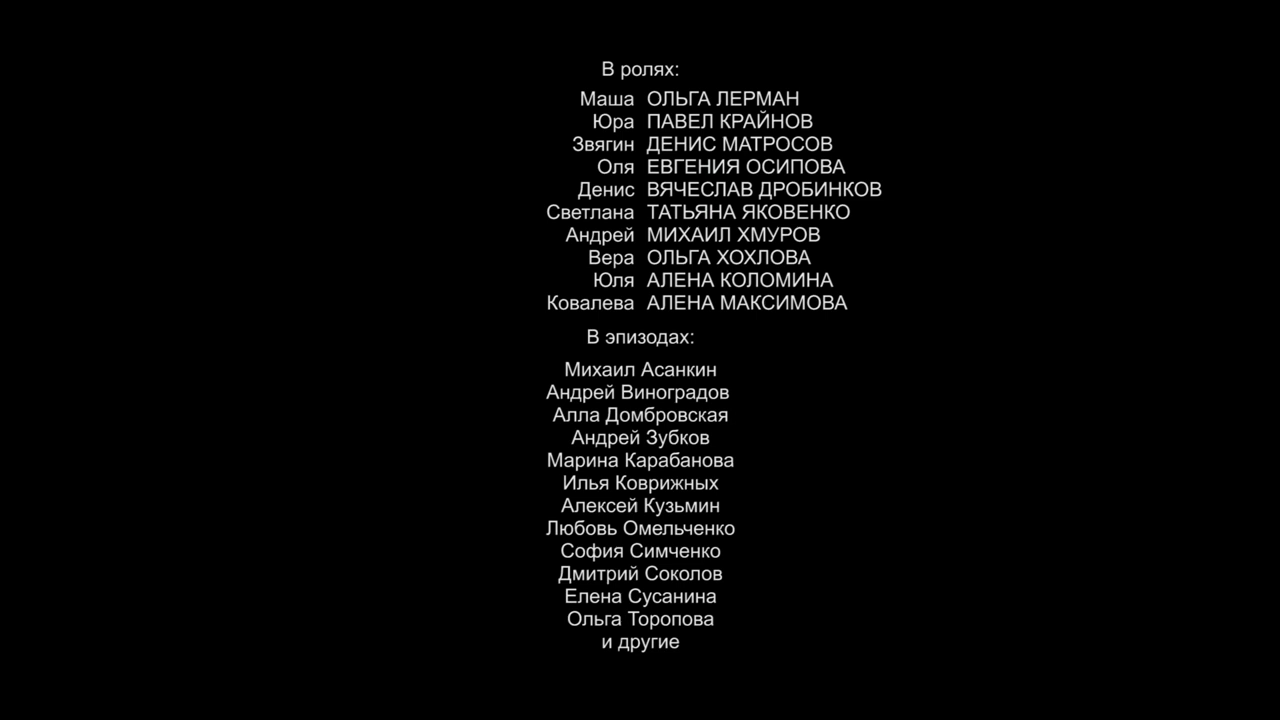 В ролях:
Маша ОЛЬГА ЛЕРМАН
Юра ПАВЕЛ КРАЙНОВ
Звягин ДЕНИС МАТРОСОВ
Оля ЕВГЕНИЯ ОСИПОВА
Денис ВЯЧЕСЛАВ ДРОБИНКОВ
Светлана ТАТЬЯНА ЯКОВЕНКО
Андрей МИХАИЛ ХМУРОВ
Вера ОЛЬГА ХОХЛОВА
Юля АЛЕНА КОЛОМИНА
Ковалева АЛЕНА МАКСИМОВА
В эпизодах:
Михаил Асанкин
Андрей Виноградов
Алла Домбровская
Андрей Зубков
Марина Карабанова
Илья Коврижных
Алексей Кузьмин
Любовь Омельченко
София Симченко
Дмитрий Соколов
Елена Сусанина
Ольга Торопова
и другие